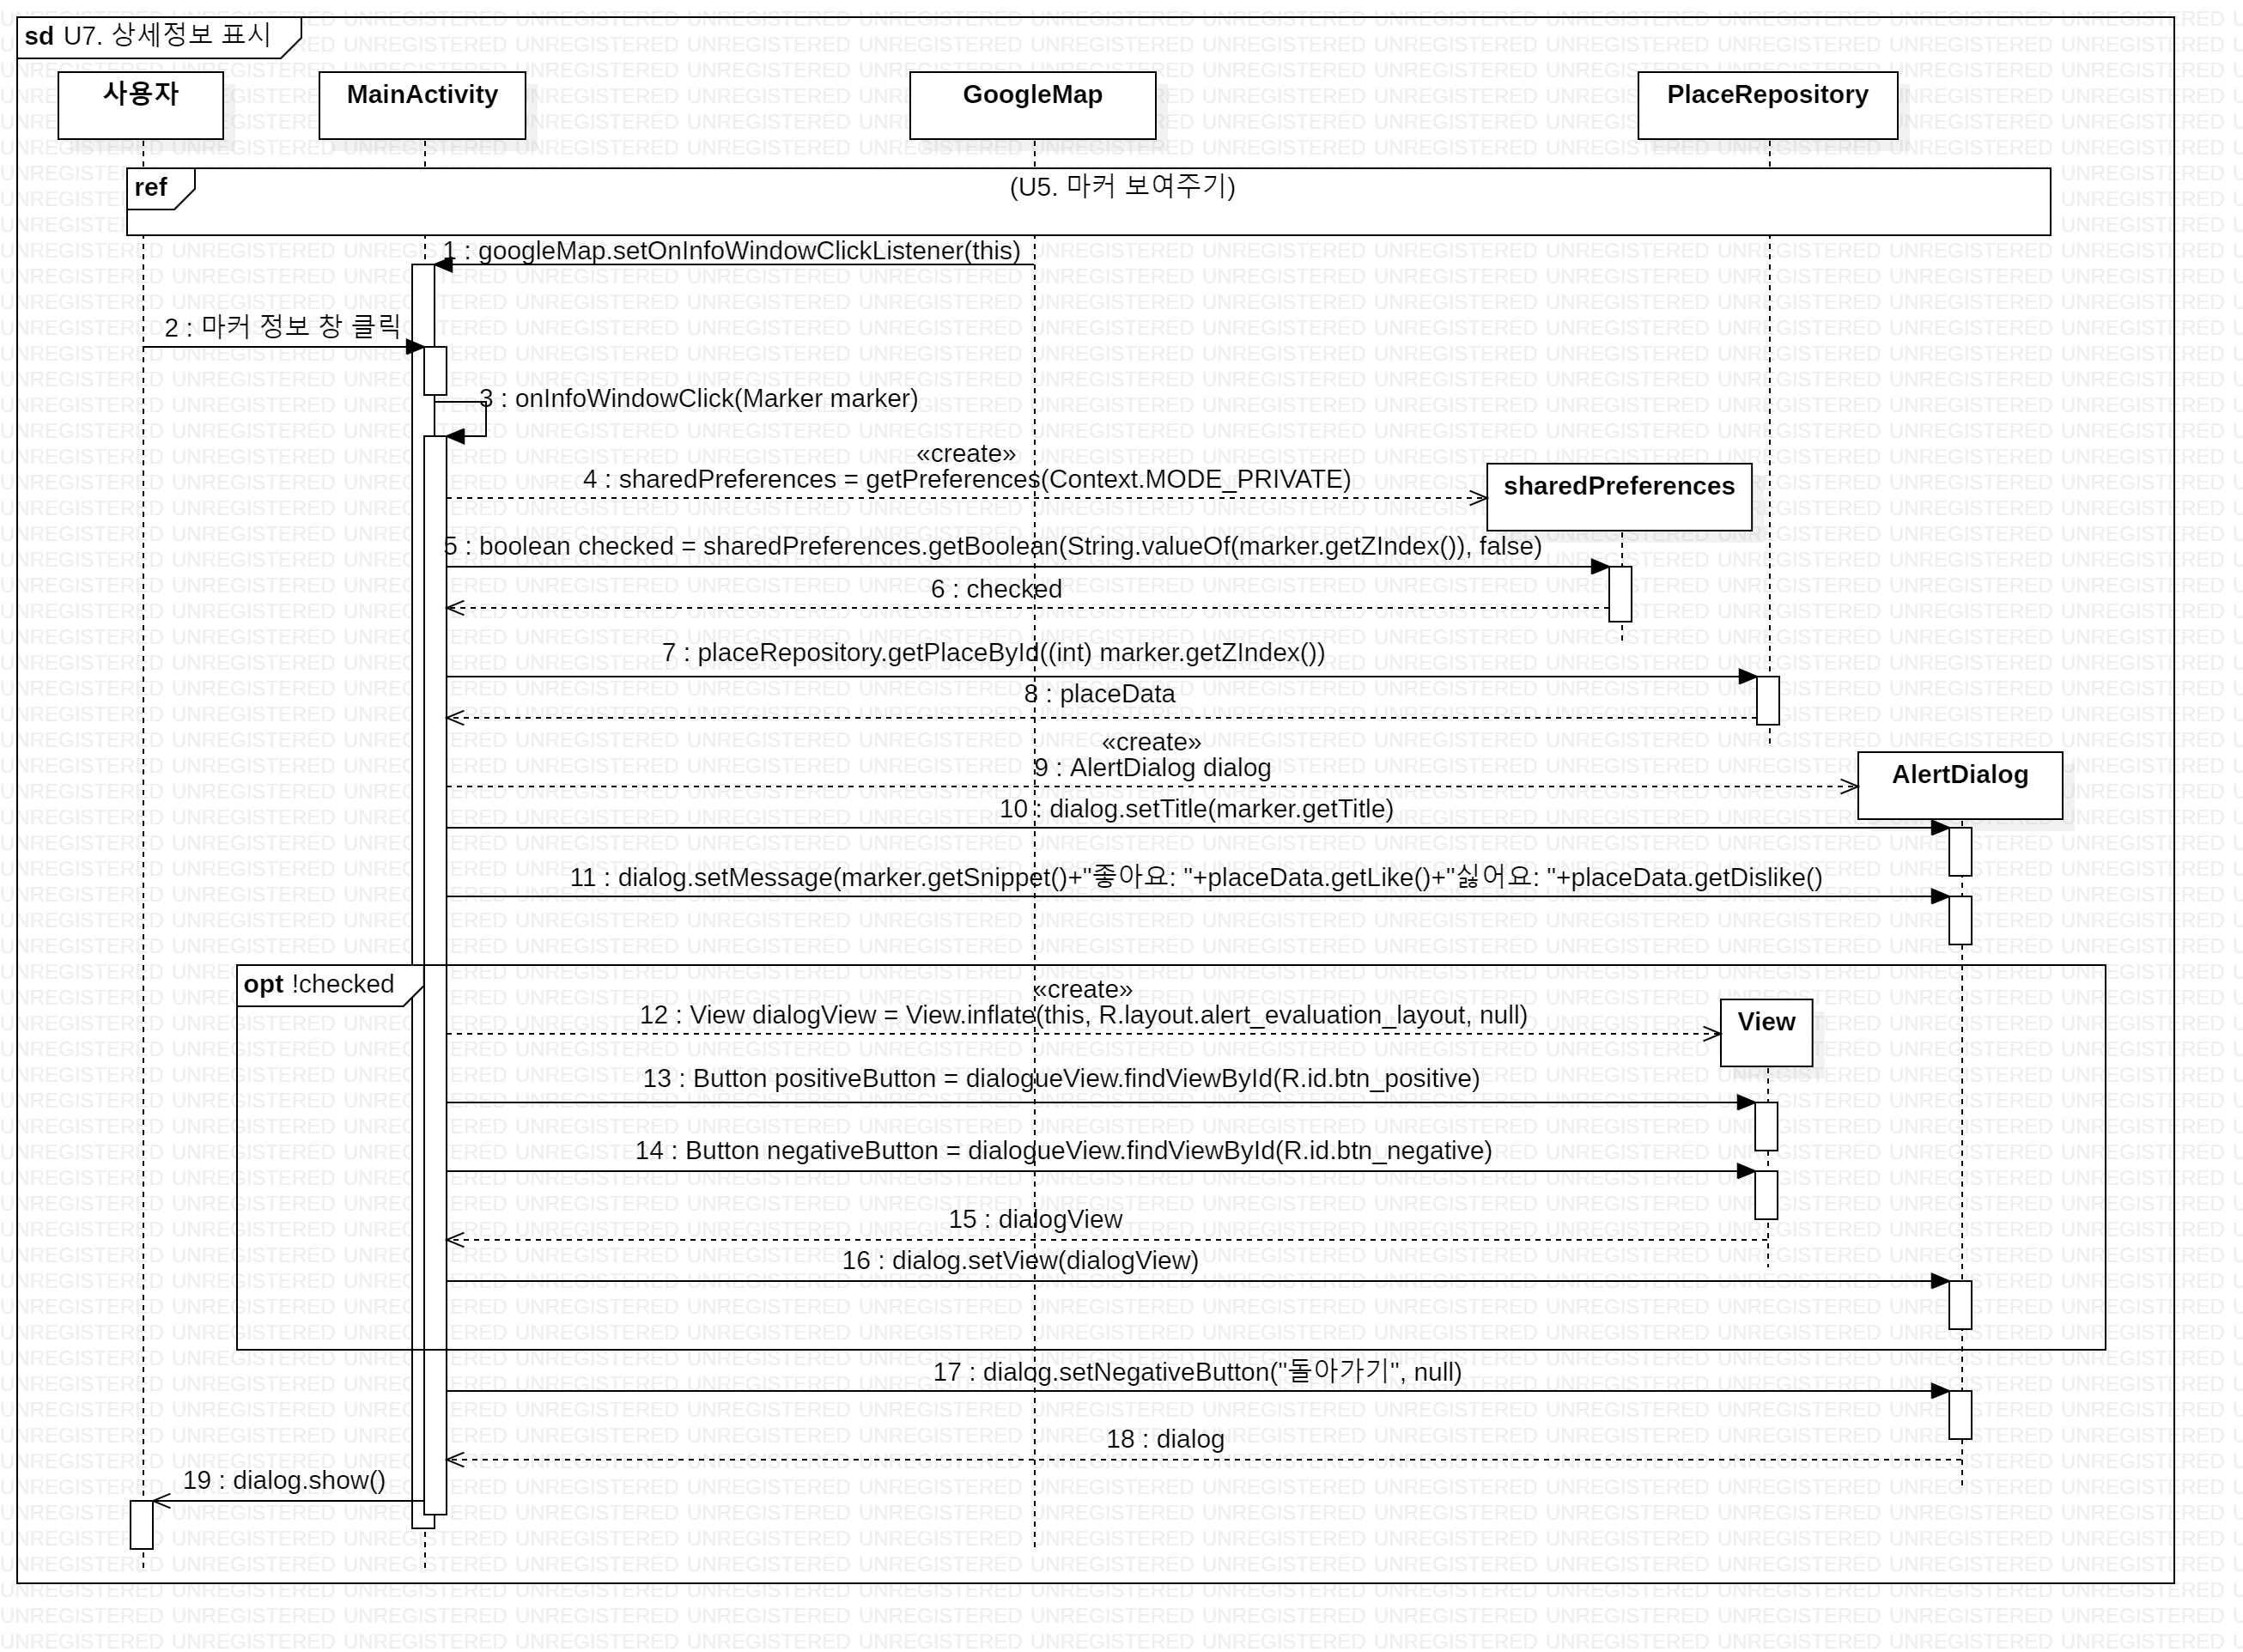 sd U7. 상세정보 표시
사용자
MainActivity
GoogleMap
PlaceRepository
ref
(U5. 마커 보여주기)
1 : googleMap.setOnInfoWindowClickListener(this)
2 : 마커 정보 창 클릭
3 : onInfoWindowClick(Marker marker)
«create»
4 : sharedPreferences = getPreferences(Context.MODE_PRIVATE)
sharedPreferences
5 : boolean checked = sharedPreferences.getBoolean(String.valueOf(marker.getZIndex()), false)
6 : checked
7 : placeRepository.getPlaceById((int) marker.getZIndex())
8 : placeData
«create»
9 : AlertDialog dialog
AlertDialog
10 : dialog.setTitle(marker.getTitle)
11 : dialog.setMessage(marker.getSnippet()+"좋아요: "+placeData.getLike()+"싫어요: "+placeData.getDislike()
opt !checked
«create»
12 : View dialogView = View.inflate(this, R.layout.alert_evaluation_layout, null)
View
13 : Button positiveButton = dialogueView.findViewById(R.id.btn_positive)
14 : Button negativeButton = dialogueView.findViewById(R.id.btn_negative)
15 : dialogView
16 : dialog.setView(dialogView)
17 : dialog.setNegativeButton("돌아가기", null)
18 : dialog
19 : dialog.show()